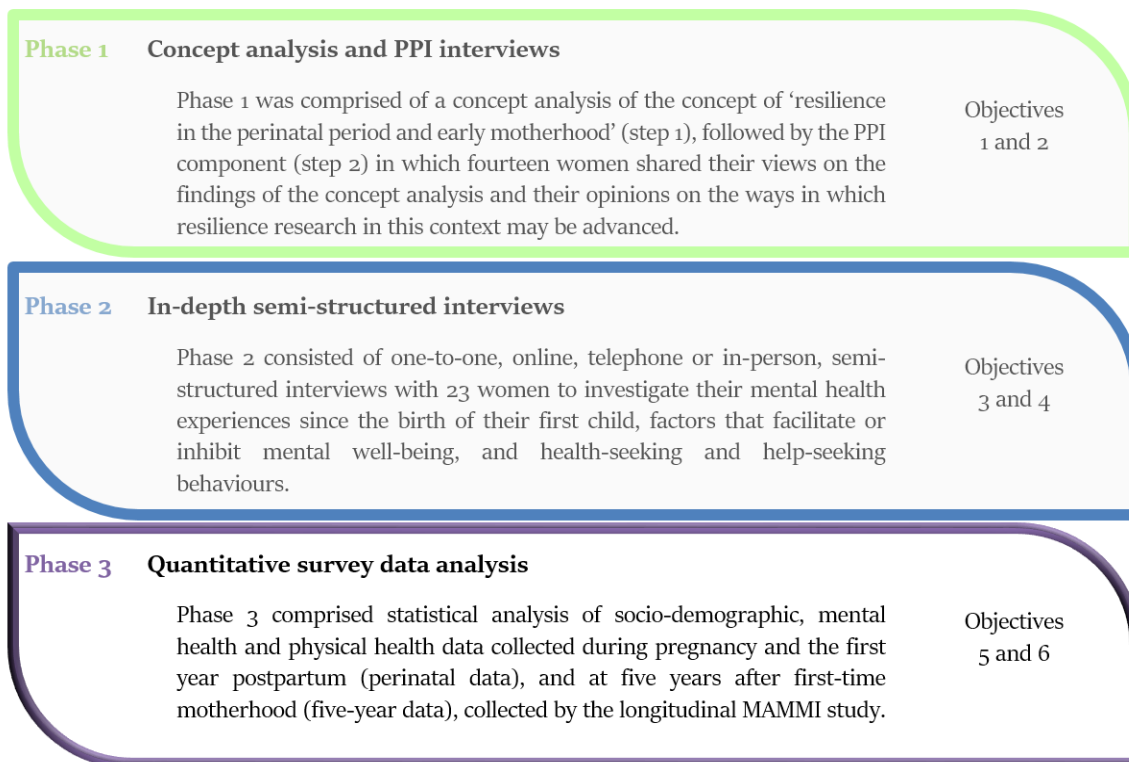 Phase 1 Concept analysis and PPI interviews
Phase 1 was comprised of a concept analysis of the concept of ‘resilience
in the perinatal period and early motherhood’ (step 1), followed by the PPI
component (step 2) in which fourteen women shared their views on the
findings of the concept analysis and their opinions on the ways in which
resilience research in this context may be advanced.
Objectives
1 and 2
Phase 2 In-depth semi-structured interviews
Phase 2 consisted of one-to-one, online, telephone or in-person, semi-
structured interviews with 23 women to investigate their mental health
experiences since the birth of their first child, factors that facilitate or
inhibit mental well-being, and health-seeking and help-seeking
behaviours.
Objectives
3 and 4
Phase 3 Quantitative survey data analysis
Phase 3 comprised statistical analysis of socio-demographic, mental
health and physical health data collected during pregnancy and the first
year postpartum (perinatal data), and at five years after first-time
motherhood (five-year data), collected by the longitudinal MAMMI study.
Objectives
5 and 6